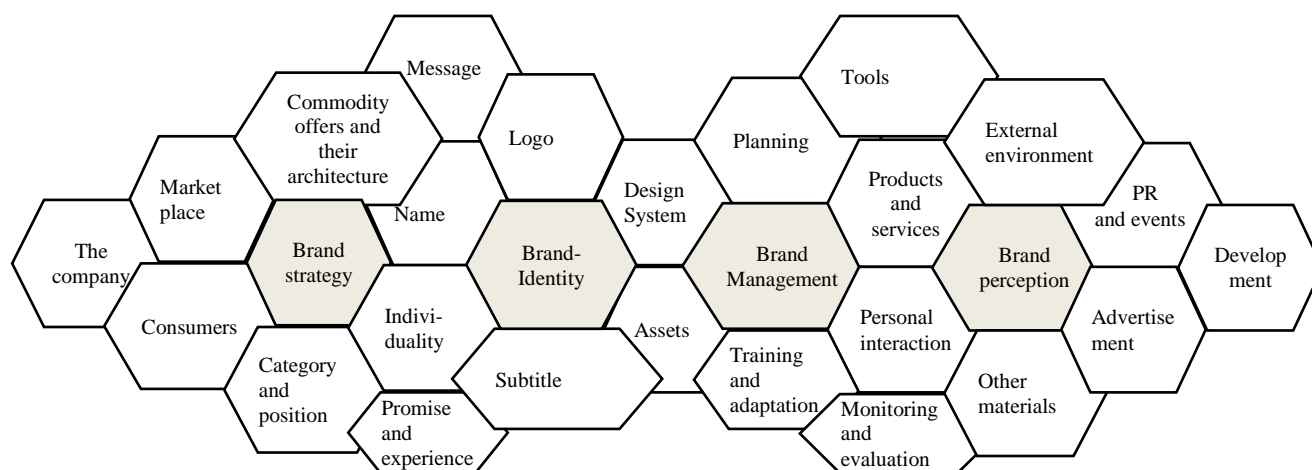 Message
Tools
Commodity
offers and
their
architecture
Logo
Planning
External
environment
Market
place
Name
Design
System
Products
and
services
PR
and events
The
company
Brand
strategy
Brand-
Identity
Brand
Management
Brand
perception
Develop
ment
Consumers
Indivi-
duality
Assets
Personal
interaction
Advertise
ment
Category
and
position
Subtitle
Training
and
adaptation
Other
materials
Promise
and
experience
Monitoring
and
evaluation